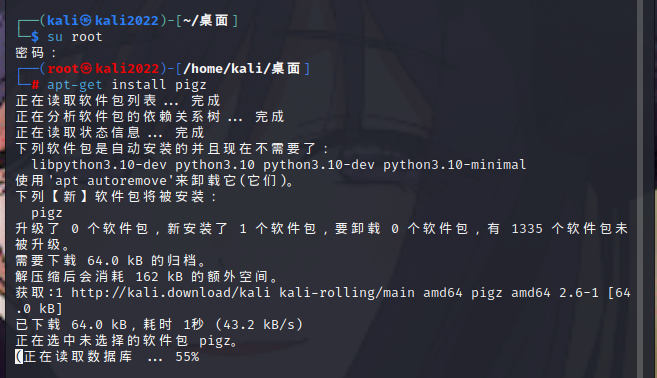 ┌──(kali㉿kali2022)-[~/桌面]
└─$ su root
密码：
┌──(root㉿kali2022)-[/home/kali/桌面]
└─# apt-get install pigz
正在读取软件包列表... 完成
正在分析软件包的依赖关系树... 完成
正在读取状态信息... 完成
下列软件包是自动安装的并且现在不需要了：
  libpython3.10-dev python3.10 python3.10-dev python3.10-minimal
使用'apt autoremove'来卸载它(它们)。
下列【新】软件包将被安装：
  pigz
升级了 0 个软件包，新安装了 1 个软件包，要卸载 0 个软件包，有 1335 个软件包未
被升级。
需要下载 64.0 kB 的归档。
解压缩后会消耗 162 kB 的额外空间。
获取:1 http://kali.download/kali kali-rolling/main amd64 pigz amd64 2.6-1 [64
.0 kB]
已下载 64.0 kB，耗时 1秒 (43.2 kB/s)
正在选中未选择的软件包 pigz。
(正在读取数据库 ... 55%